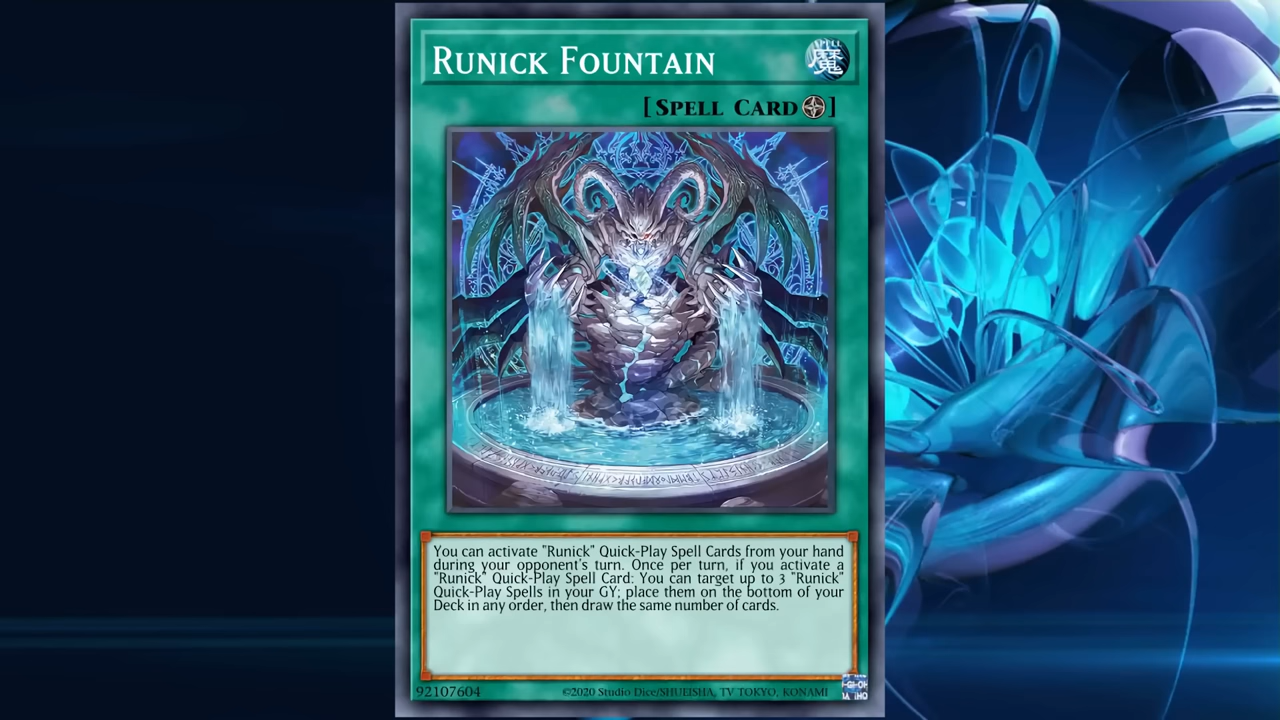 RUNICK FOUNTAIN
SPELL
魔
[SPELL CARD]
You can activate "Runick" Quick-Play Spell Cards from your hand
during your opponent's turn. Once per turn, if you activate a
"Runick" Quick-Play Spell Card: You can target up to 3 "Runick"
Quick-Play Spells in your GY; place them on the bottom of your
Deck in any order, then draw the same number of cards.
92107604
©2020 Studio Dice/SHUEISHA, TV TOKYO, KONAMI